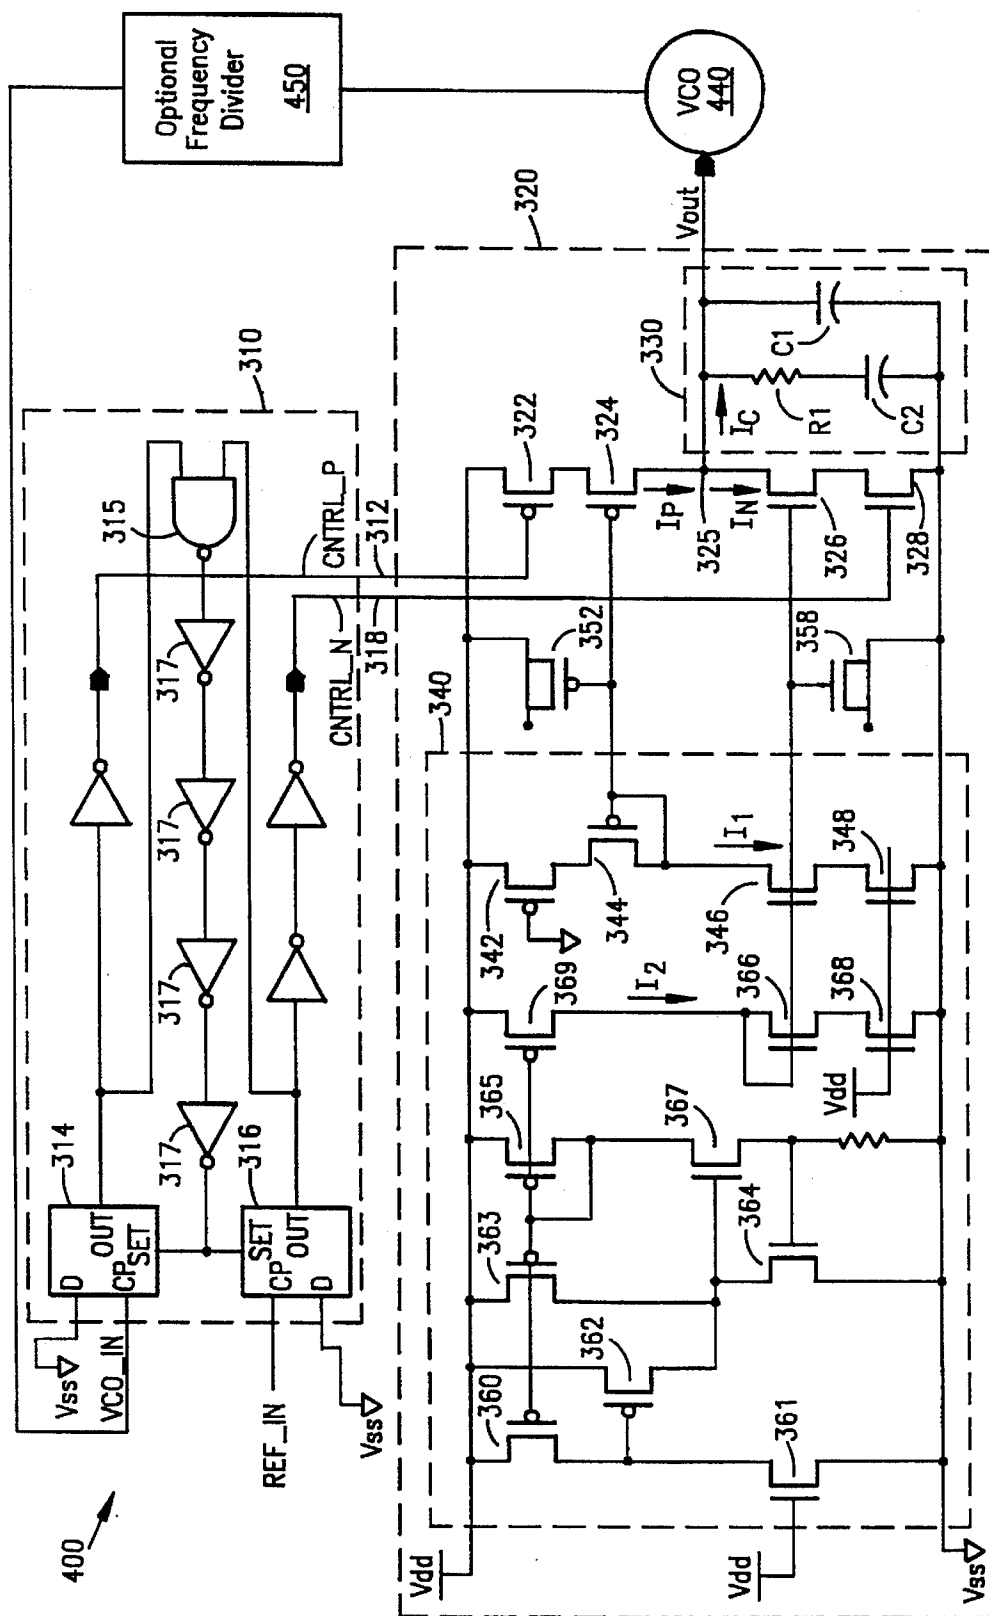 400
Optional
Frequency
Divider
450
VCO
440
Vout
320
310
314
D
OUT
CP
SET
Vss
VCO_IN
316
SET
CP
OUT
D
REF_IN
Vss
317
317
317
317
315
CNTRL_P
312
CNTRL_N
318
340
352
358
322
324
IP
IN
325
326
328
330
IC
R1
C1
C2
Vdd
360
362
363
365
369
342
344
I1
I2
346
348
366
368
Vdd
367
364
361
Vdd
Vss